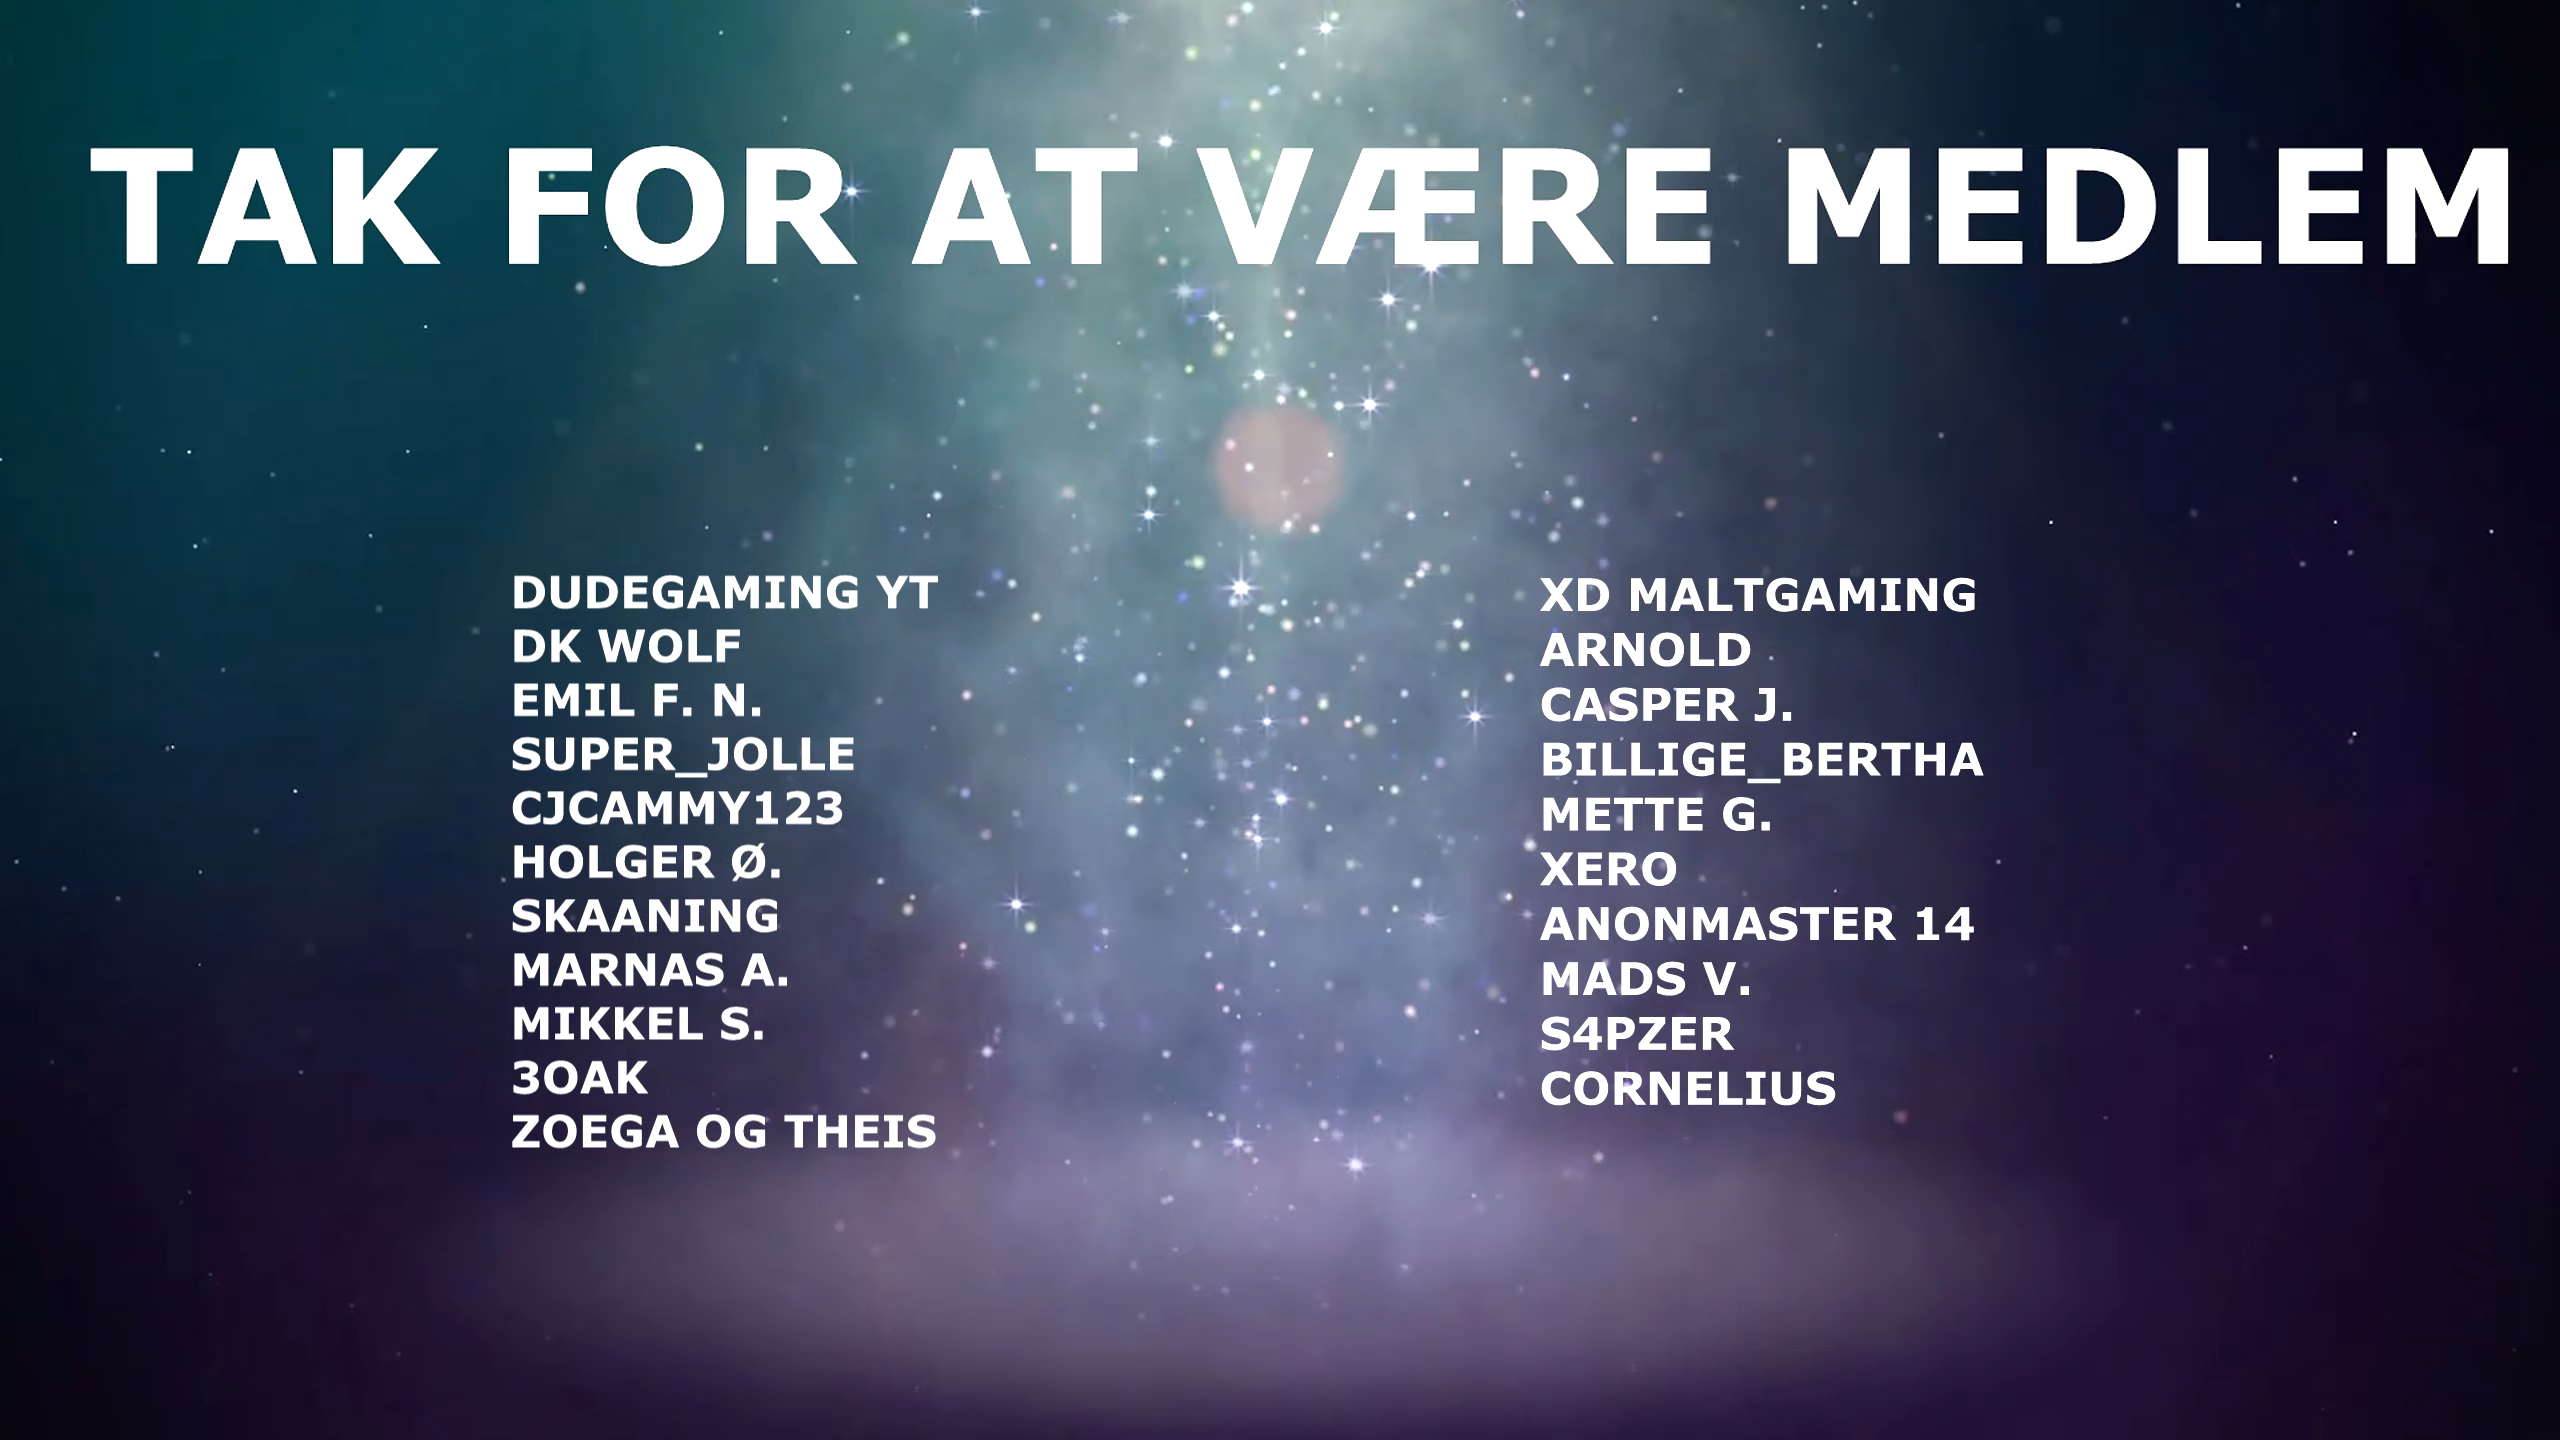 TAK FOR AT VÆRE MEDLEM
DUDEGAMING YT
DK WOLF
EMIL F. N.
SUPER_JOLLE
CJCAMMY123
HOLGER Ø.
SKAANING
MARNAS A.
MIKKEL S.
3OAK
ZOEGA OG THEIS
XD MALTGAMING
ARNOLD
CASPER J.
BILLIGE_BERTHA
METTE G.
XERO
ANONMASTER 14
MADS V.
S4PZER
CORNELIUS